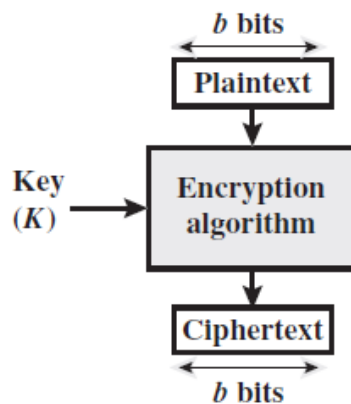 b bits
Plaintext
Key
(K)
Encryption
algorithm
Ciphertext
b bits